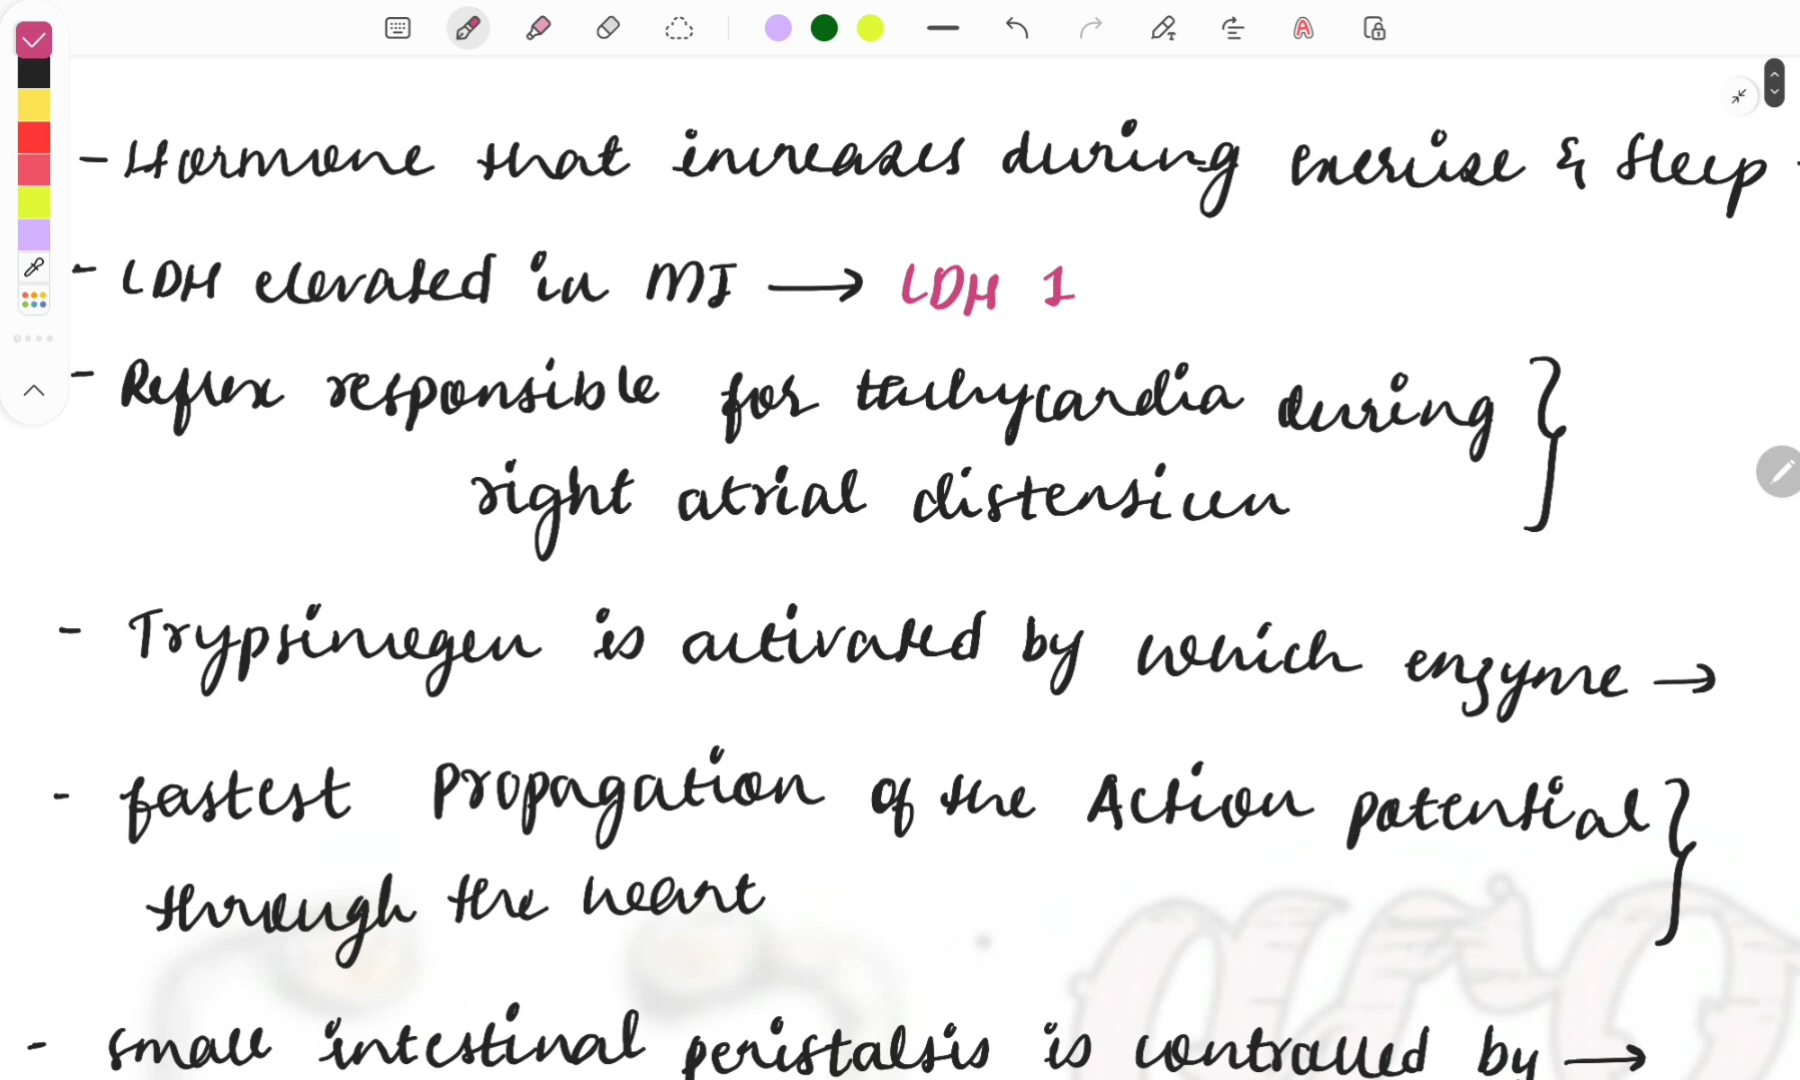 - Hormone that increases during exercise & sleep -
- LDH elevated in MI → LDH 1
- Reflex responsible for tachycardia during
right atrial distension
- Trypsinogen is activated by which enzyme →
- fastest Propagation of the Action potential
through the heart
- small intestinal peristalsis is controlled by →